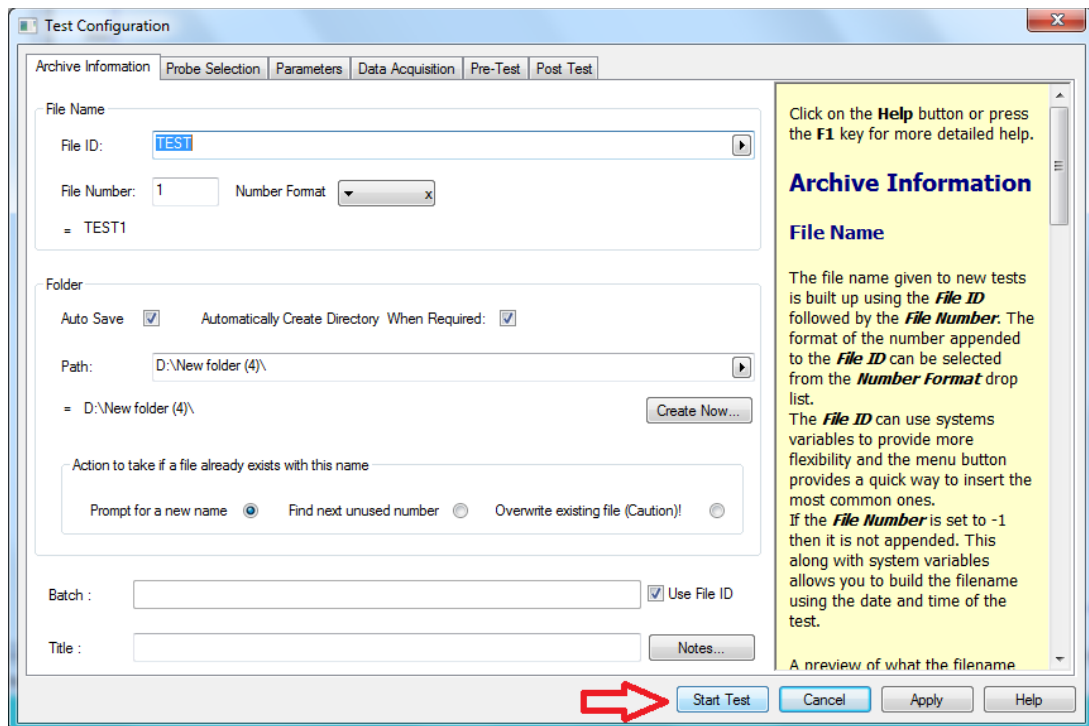 Test Configuration
x
Archive Information Probe Selection Parameters Data Acquisition Pre-Test Post Test
File Name
File ID: TEST
File Number: 1 Number Format x
= TEST1
Folder
Auto Save Automatically Create Directory When Required:
Path: D:\New folder (4)\
= D:\New folder (4)\ Create Now...
Action to take if a file already exists with this name
Prompt for a new name Find next unused number Overwrite existing file (Caution)!
Batch : Use File ID
Title : Notes...
Click on the Help button or press
the F1 key for more detailed help.
Archive Information
File Name
The file name given to new tests
is built up using the File ID
followed by the File Number. The
format of the number appended
to the File ID can be selected
from the Number Format drop
list.
The File ID can use systems
variables to provide more
flexibility and the menu button
provides a quick way to insert the
most common ones.
If the File Number is set to -1
then it is not appended. This
along with system variables
allows you to build the filename
using the date and time of the
test.
A preview of what the filename
Start Test Cancel Apply Help